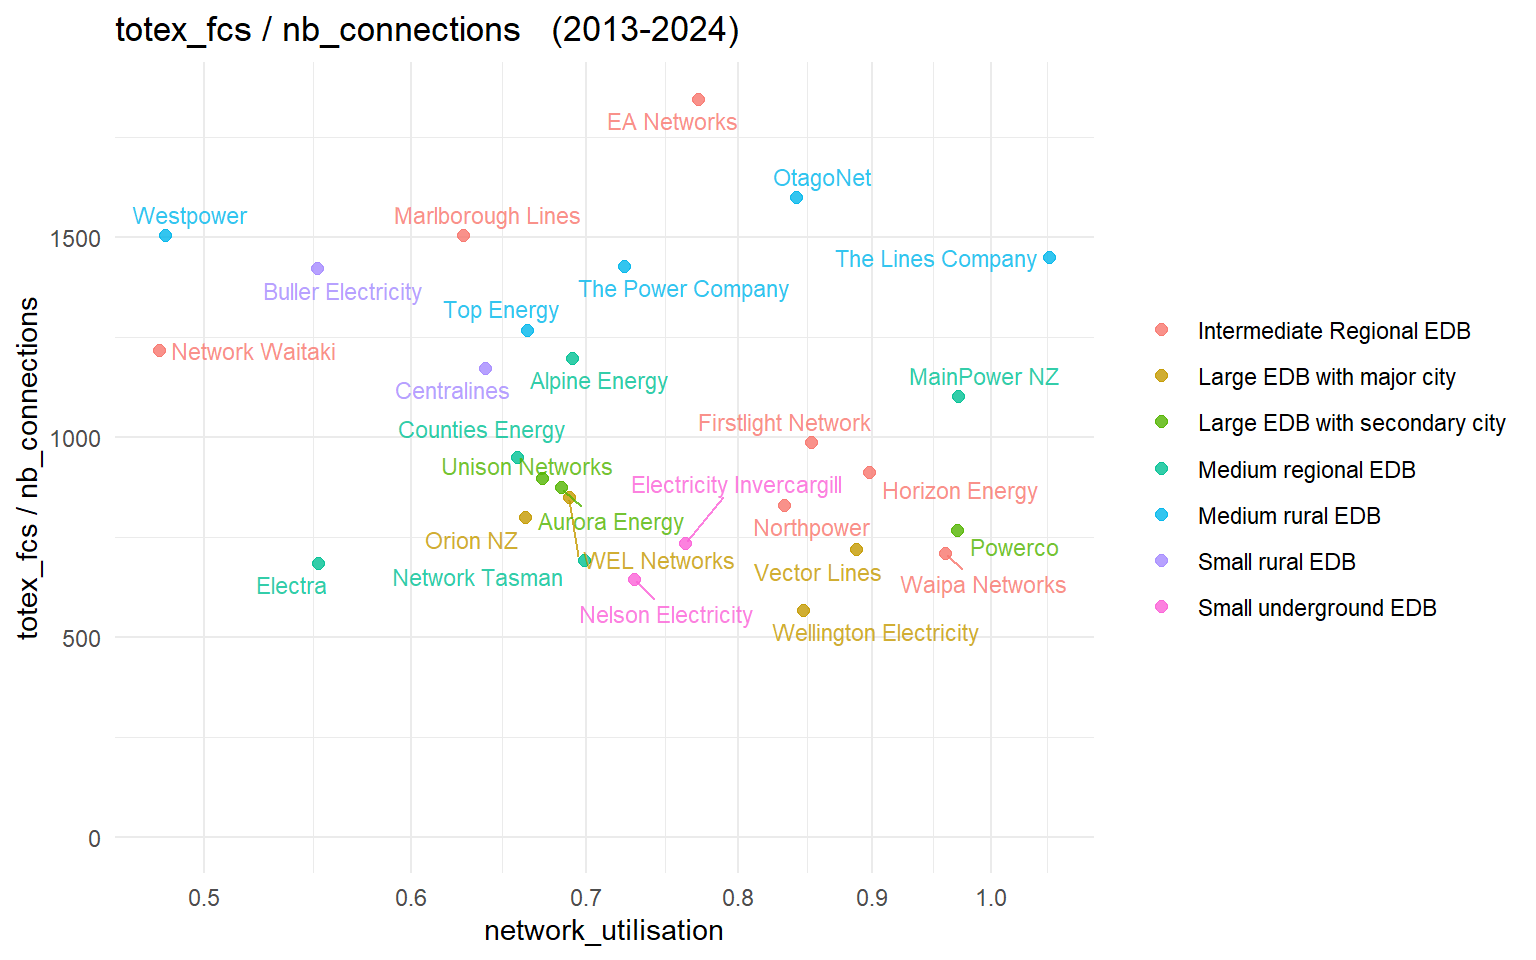 totex_fcs / nb_connections (2013-2024)
EA Networks
OtagoNet
Westpower
Marlborough Lines
1500
The Lines Company
Buller Electricity
The Power Company
Top Energy
Network Waitaki
Alpine Energy
MainPower NZ
Centralines
Firstlight Network
Counties Energy
1000
Unison Networks
Electricity Invercargill
Horizon Energy
Aurora Energy
Northpower
Orion NZ
Powerco
WEL Networks
Vector Lines
Network Tasman
Electra
Waipa Networks
Nelson Electricity
500
Wellington Electricity
0
0.5 0.6 0.7 0.8 0.9 1.0
network_utilisation
totex_fcs / nb_connections
Intermediate Regional EDB
Large EDB with major city
Large EDB with secondary city
Medium regional EDB
Medium rural EDB
Small rural EDB
Small underground EDB